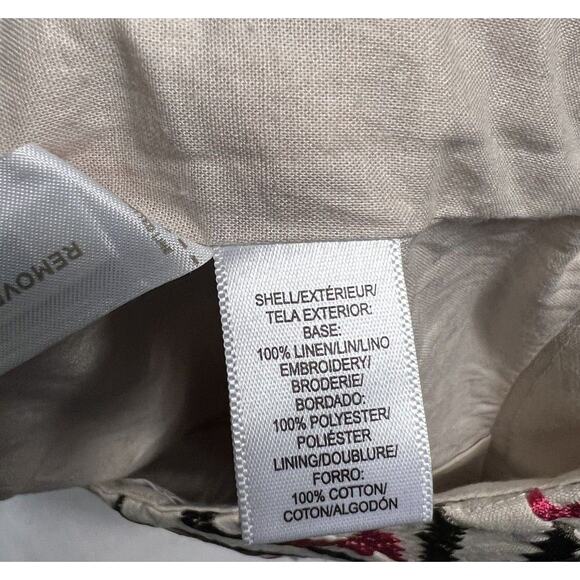 SHELL/EXTÉRIEUR/
TELA EXTERIOR:
BASE:
100% LINEN/LIN/LINO
EMBROIDERY/
BRODERIE/
BORDADO:
100% POLYESTER/
POLIÉSTER
LINING/DOUBLURE/
FORRO:
100% COTTON/
COTON/ALGODÓN